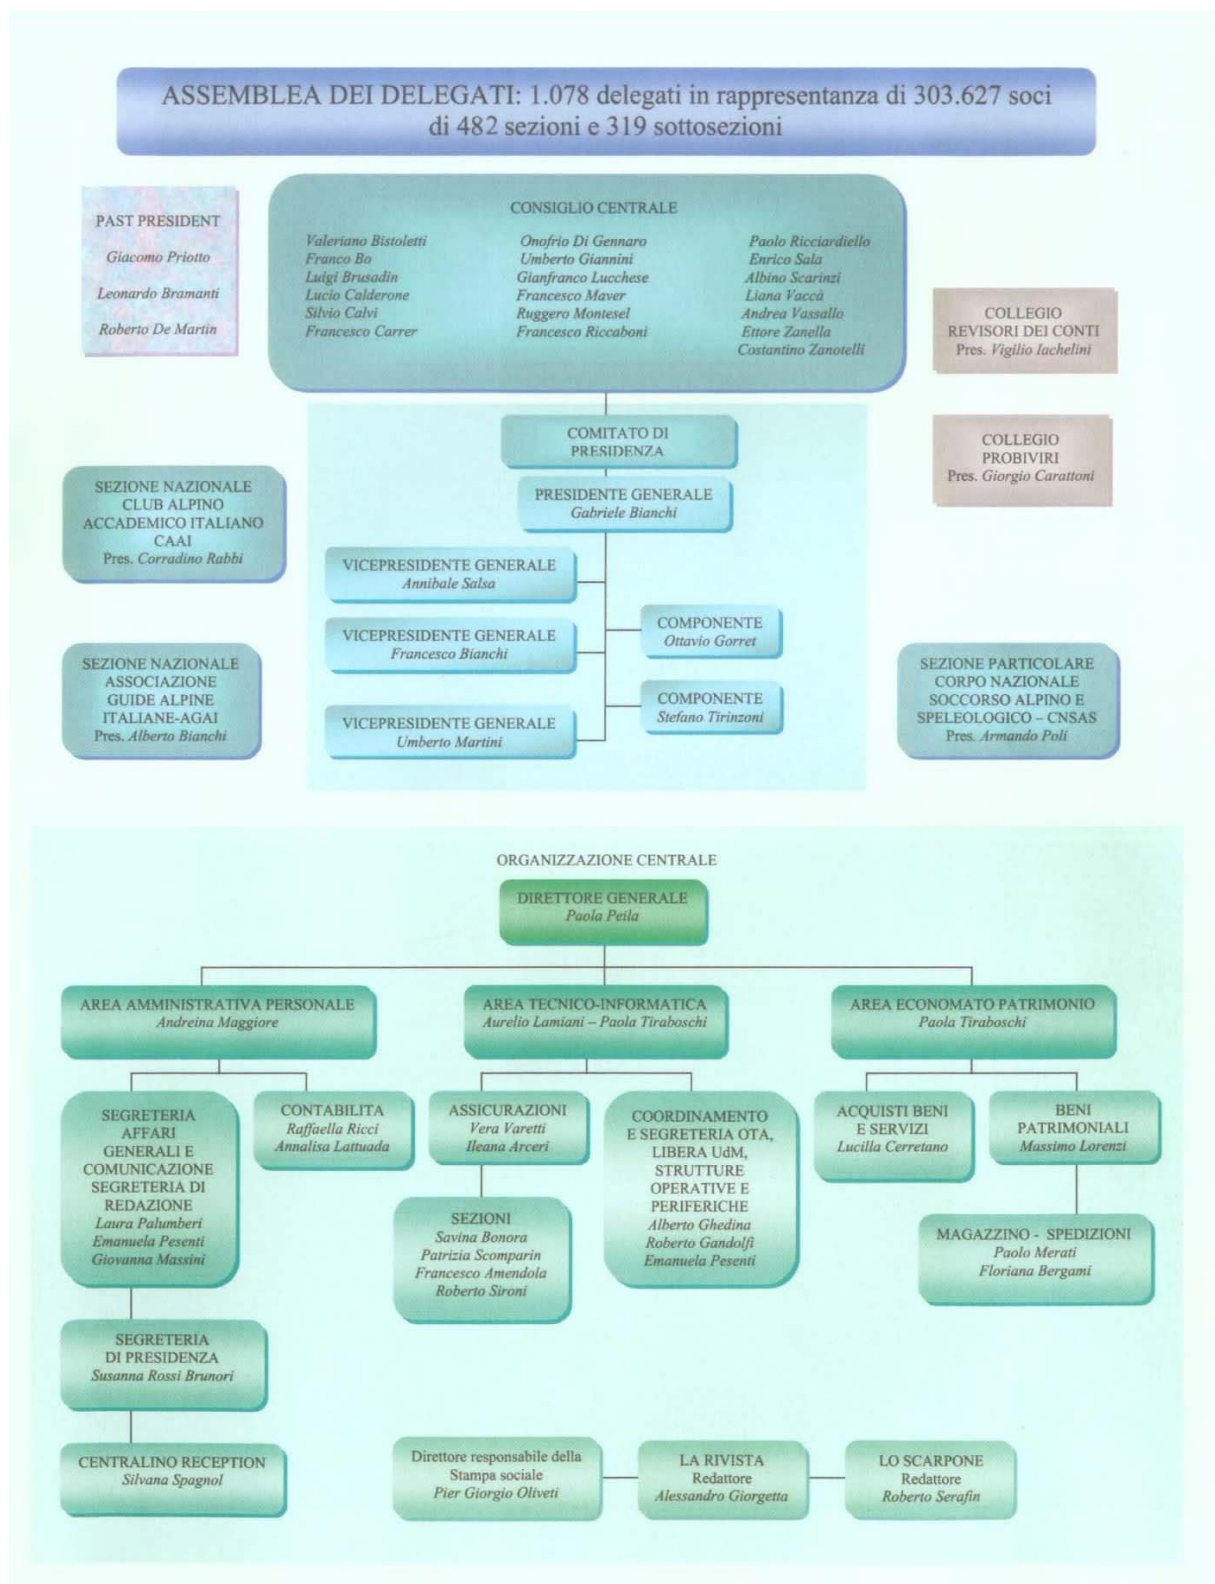 ASSEMBLEA DEI DELEGATI: 1.078 delegati in rappresentanza di 303.627 soci
di 482 sezioni e 319 sottosezioni
PAST PRESIDENT
Giacomo Priotto
Leonardo Bramanti
Roberto De Martin
CONSIGLIO CENTRALE
Valeriano Bistoletti
Franco Bo
Luigi Brusadin
Lucio Calderone
Silvio Calvi
Francesco Carrer
Onofrio Di Gennaro
Umberto Giannini
Gianfranco Lucchese
Francesco Maver
Ruggero Montesel
Francesco Riccaboni
Paolo Ricciardiello
Enrico Sala
Albino Scarinzi
Liana Vaccà
Andrea Vassallo
Ettore Zanella
Costantino Zanotelli
COLLEGIO
REVISORI DEI CONTI
Pres. Vigilio Iachelini
COLLEGIO
PROBIVIRI
Pres. Giorgio Carattoni
COMITATO DI
PRESIDENZA
PRESIDENTE GENERALE
Gabriele Bianchi
SEZIONE NAZIONALE
CLUB ALPINO
ACCADEMICO ITALIANO
CAAI
Pres. Corradino Rabbi
VICEPRESIDENTE GENERALE
Annibale Salsa
VICEPRESIDENTE GENERALE
Francesco Bianchi
VICEPRESIDENTE GENERALE
Umberto Martini
COMPONENTE
Ottavio Gorret
COMPONENTE
Stefano Tirinzoni
SEZIONE NAZIONALE
ASSOCIAZIONE
GUIDE ALPINE
ITALIANE-AGAI
Pres. Alberto Bianchi
SEZIONE PARTICOLARE
CORPO NAZIONALE
SOCCORSO ALPINO E
SPELEOLOGICO – CNSAS
Pres. Armando Poli
ORGANIZZAZIONE CENTRALE
DIRETTORE GENERALE
Paola Peila
AREA AMMINISTRATIVA PERSONALE
Andreina Maggiore
AREA TECNICO-INFORMATICA
Aurelio Lamiani – Paola Tiraboschi
AREA ECONOMATO PATRIMONIO
Paola Tiraboschi
SEGRETERIA
AFFARI
GENERALI E
COMUNICAZIONE
SEGRETERIA DI
REDAZIONE
Laura Palumberi
Emanuela Pesenti
Giovanna Massini
CONTABILITA
Raffaella Ricci
Annalisa Lattuada
ASSICURAZIONI
Vera Varetti
Ileana Arceri
SEZIONI
Savina Bonora
Patrizia Scomparin
Francesco Amendola
Roberto Sironi
COORDINAMENTO
E SEGRETERIA OTA,
LIBERA UdM,
STRUTTURE
OPERATIVE E
PERIFERICHE
Alberto Ghedina
Roberto Gandolfi
Emanuela Pesenti
ACQUISTI BENI
E SERVIZI
Lucilla Cerretano
BENI
PATRIMONIALI
Massimo Lorenzi
MAGAZZINO - SPEDIZIONI
Paolo Merati
Floriana Bergami
SEGRETERIA
DI PRESIDENZA
Susanna Rossi Brunori
CENTRALINO RECEPTION
Silvana Spagnol
Direttore responsabile della
Stampa sociale
Pier Giorgio Oliveti
LA RIVISTA
Redattore
Alessandro Giorgetta
LO SCARPONE
Redattore
Roberto Serafin